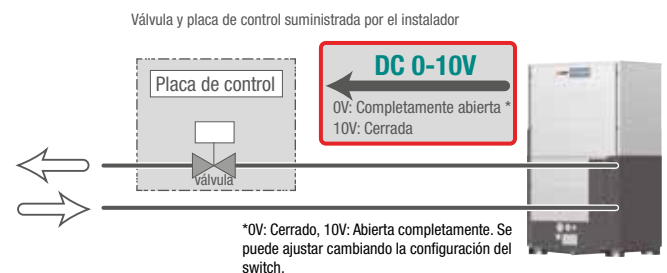 Válvula y placa de control suministrada por el instalador
DC 0-10V
Placa de control
0V: Completamente abierta *
10V: Cerrada
válvula
*0V: Cerrado, 10V: Abierta completamente. Se
puede ajustar cambiando la configuración del
switch.